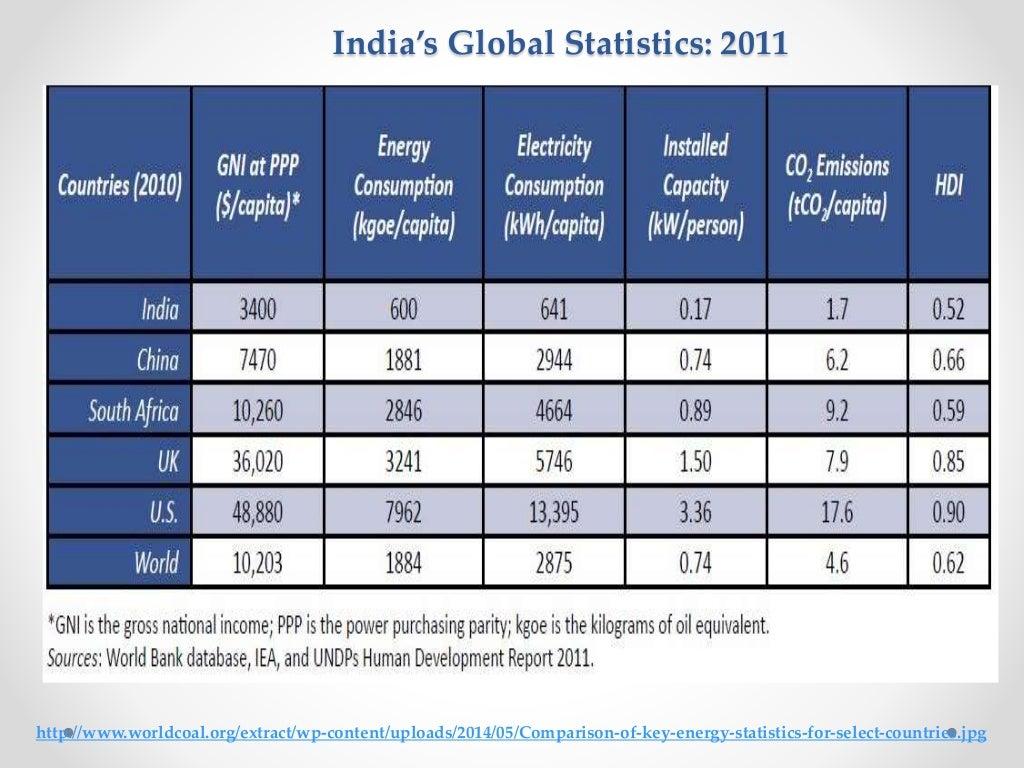 India's Global Statistics: 2011
Countries (2010) GNI at PPP ($/capita)* Energy Consumption (kgoe/capita) Electricity Consumption (kWh/capita) Installed Capacity (kW/person) CO₂ Emissions (tCO₂/capita) HDI
India 3400 600 641 0.17 1.7 0.52
China 7470 1881 2944 0.74 6.2 0.66
South Africa 10,260 2846 4664 0.89 9.2 0.59
UK 36,020 3241 5746 1.50 7.9 0.85
U.S. 48,880 7962 13,395 3.36 17.6 0.90
World 10,203 1884 2875 0.74 4.6 0.62
*GNI is the gross national income; PPP is the power purchasing parity; kgoe is the kilograms of oil equivalent.
Sources: World Bank database, IEA, and UNDPs Human Development Report 2011.
http://www.worldcoal.org/extract/wp-content/uploads/2014/05/Comparison-of-key-energy-statistics-for-select-countries.jpg